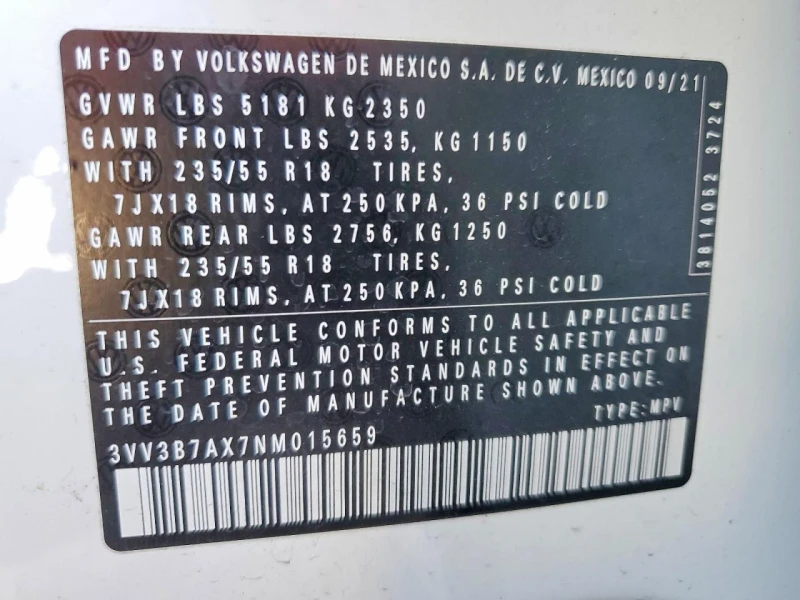 MFD BY VOLKSWAGEN DE MEXICO S.A. DE C.V. MEXICO 09/21
GVWR LBS 5181 KG 2350
GAWR FRONT LBS 2535, KG 1150
WITH 235/55 R18 TIRES,
7JX18 RIMS, AT 250 KPA, 36 PSI COLD
GAWR REAR LBS 2756, KG 1250
WITH 235/55 R18 TIRES,
7JX18 RIMS, AT 250 KPA, 36 PSI COLD
3814052 3724
THIS VEHICLE CONFORMS TO ALL APPLICABLE
U.S. FEDERAL MOTOR VEHICLE SAFETY AND
THEFT PREVENTION STANDARDS IN EFFECT ON
THE DATE OF MANUFACTURE SHOWN ABOVE.
TYPE: MPV
3VV3B7AX7NM015659